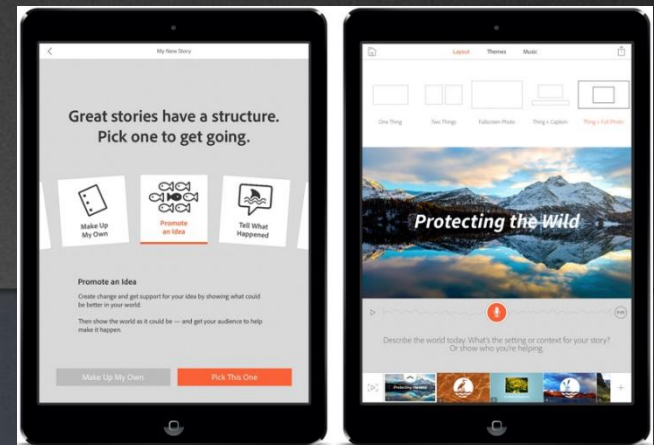 My New Story
Great stories have a structure.
Pick one to get going.
Make Up
My Own
Promote
an Idea
Tell What
Happened
Promote an Idea
Create change and get support for your idea by showing what could
be better in your world.
Then show the world as it could be — and get your audience to help
make it happen.
Make Up My Own
Pick This One
Layout Themes Music
One Thing
Two Things
Fullscreen Photo
Thing + Caption
Thing + Full Photo
Protecting the Wild
Describe the world today. What's the setting or context for your story?
Or show who you're helping.
Protecting the Wild